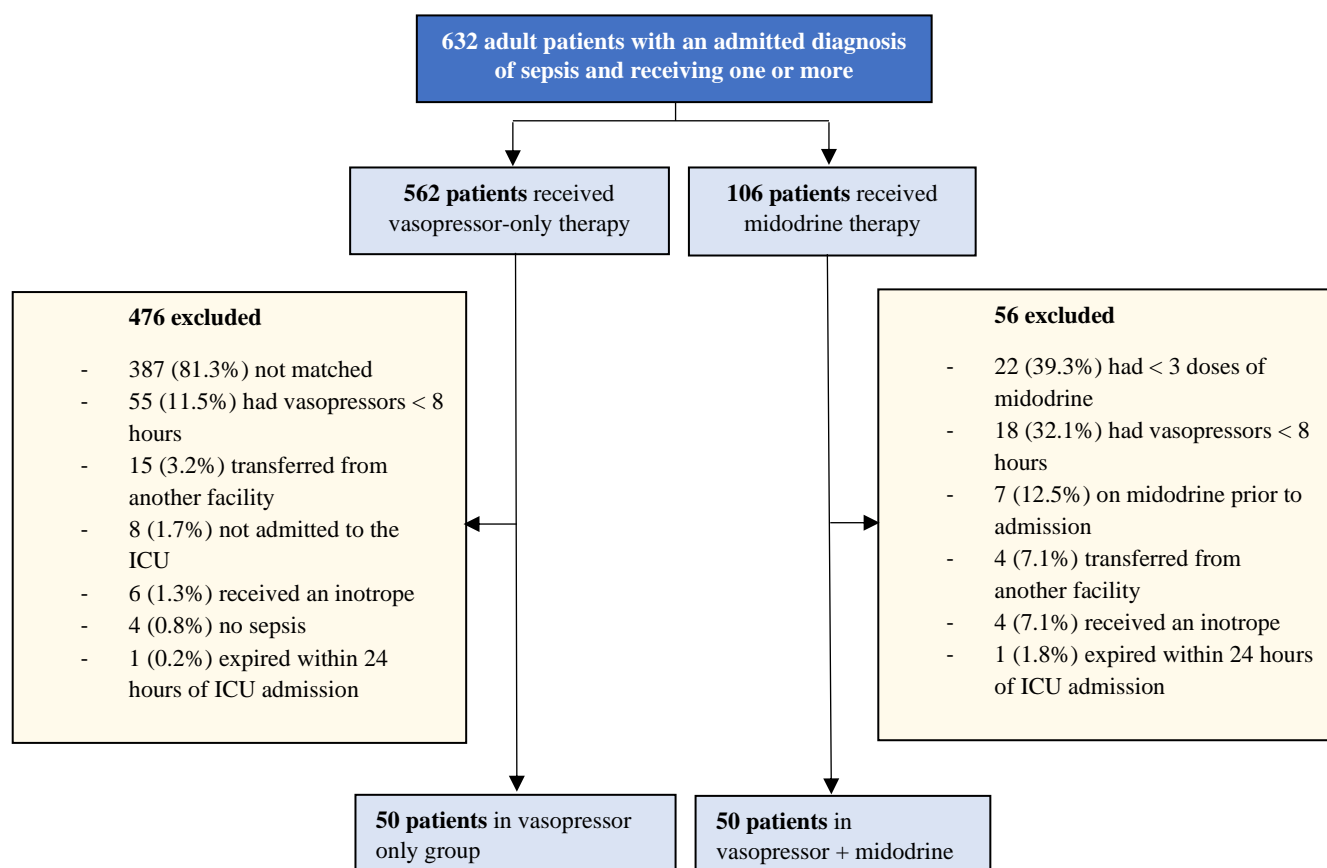 632 adult patients with an admitted diagnosis
of sepsis and receiving one or more
562 patients received
vasopressor-only therapy
106 patients received
midodrine therapy
476 excluded
- 387 (81.3%) not matched
- 55 (11.5%) had vasopressors < 8
hours
- 15 (3.2%) transferred from
another facility
- 8 (1.7%) not admitted to the
ICU
- 6 (1.3%) received an inotrope
- 4 (0.8%) no sepsis
- 1 (0.2%) expired within 24
hours of ICU admission
56 excluded
- 22 (39.3%) had < 3 doses of
midodrine
- 18 (32.1%) had vasopressors < 8
hours
- 7 (12.5%) on midodrine prior to
admission
- 4 (7.1%) transferred from
another facility
- 4 (7.1%) received an inotrope
- 1 (1.8%) expired within 24 hours
of ICU admission
50 patients in vasopressor
only group
50 patients in
vasopressor + midodrine